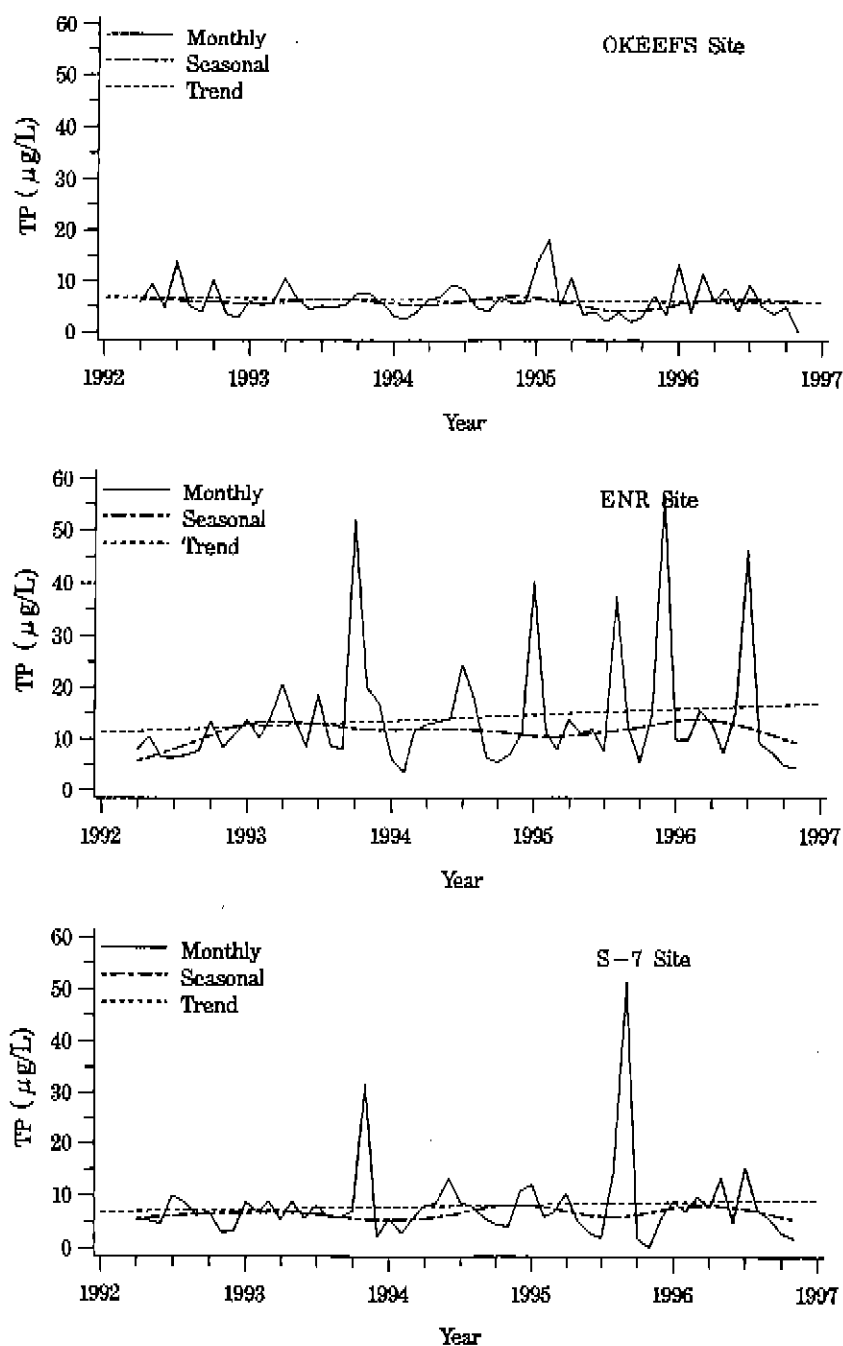 60
50
40
30
20
10
0
TP (μg/L)
Monthly
Seasonal
Trend
OKEEFS Site
1992 1993 1994 1995 1996 1997
Year
60
50
40
30
20
10
0
TP (μg/L)
Monthly
Seasonal
Trend
ENR Site
1992 1993 1994 1995 1996 1997
Year
60
50
40
30
20
10
0
TP (μg/L)
Monthly
Seasonal
Trend
S-7 Site
1992 1993 1994 1995 1996 1997
Year